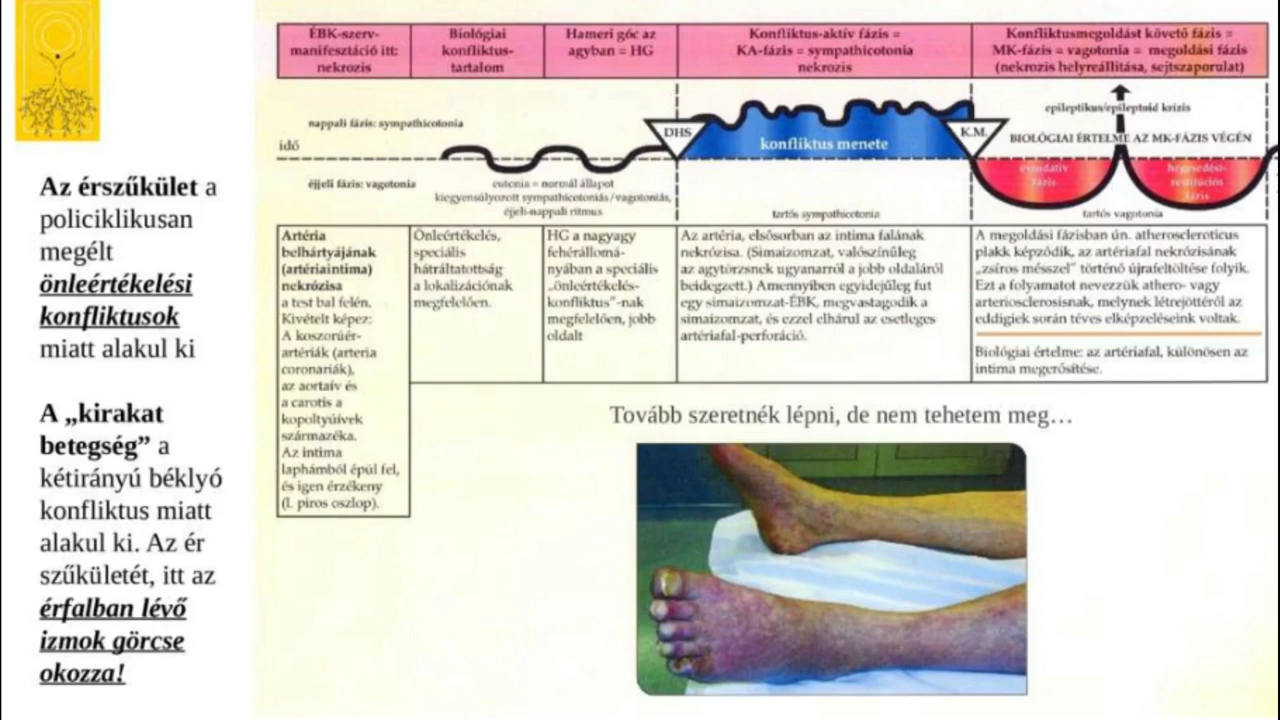 Az érszűkület a
policiklikusan
megélt
önleértékelési
konfliktusok
miatt alakul ki
A „kirakat
betegség” a
kétirányú béklyó
konfliktus miatt
alakul ki. Az ér
szűkületét, itt az
érfalban lévő
izmok görcse
okozza!
ÉBK-szerv-
manifesztáció itt:
nekrozis
Biológiai
konfliktus-
tartalom
Hameri góc az
agyban = HG
Konfliktus-aktív fázis =
KA-fázis = sympathicotonia
nekrozis
Konfliktusmegoldást követő fázis =
MK-fázis = vagotonia = megoldási fázis
(nekrozis helyreállítása, sejtszaporulat)
nappali fázis: sympathicotonia
idő
éjjeli fázis: vagotonia
eutonia = normál állapot
kiegyensúlyozott sympathicotoniás/vagotoniás,
éjjeli-nappali ritmus
DHS
konfliktus menete
K.M.
tartós sympathicotonia
epileptikus/epileptoid krízis
BIOLÓGIAI ÉRTELME AZ MK-FÁZIS VÉGÉN
exudatív
fázis
hegesedési-
restitúciós
fázis
tartós vagotonia
Artéria
belhártyájának
(artériaintima)
nekrózisa
a test bal felén.
Kivételt képez:
A koszorúér-
artériák (arteria
coronariák),
az aortaív és
a carotis a
kopoltyúívek
származéka.
Az intima
laphámból épül fel,
és igen érzékeny
(l. piros oszlop).
Önleértékelés,
speciális
hátráltatottság
a lokalizációnak
megfelelően.
HG a nagyagy
fehérállomá-
nyában a speciális
„önleértékelés-
konfliktus”-nak
megfelelően, jobb
oldalt
Az artéria, elsősorban az intima falának
nekrózisa. (Simaizomzat, valószínűleg
az agytörzsnek ugyanarról a jobb oldaláról
beidegzett.) Amennyiben egyidejűleg fut
egy simaizomzat-ÉBK, megvastagodik a
simaizomzat, és ezzel elhárul az esetleges
artériafal-perforáció.
A megoldási fázisban ún. atheroscleroticus
plakk képződik, az artériafal nekrózisának
„zsíros mésszel” történő újrafeltöltése folyik.
Ezt a folyamatot nevezzük athero- vagy
arteriosclerosisnak, melynek létrejöttéről az
eddigiek során téves elképzeléseink voltak.
Biológiai értelme: az artériafal, különösen az
intima megerősítése.
Tovább szeretnék lépni, de nem tehetem meg…